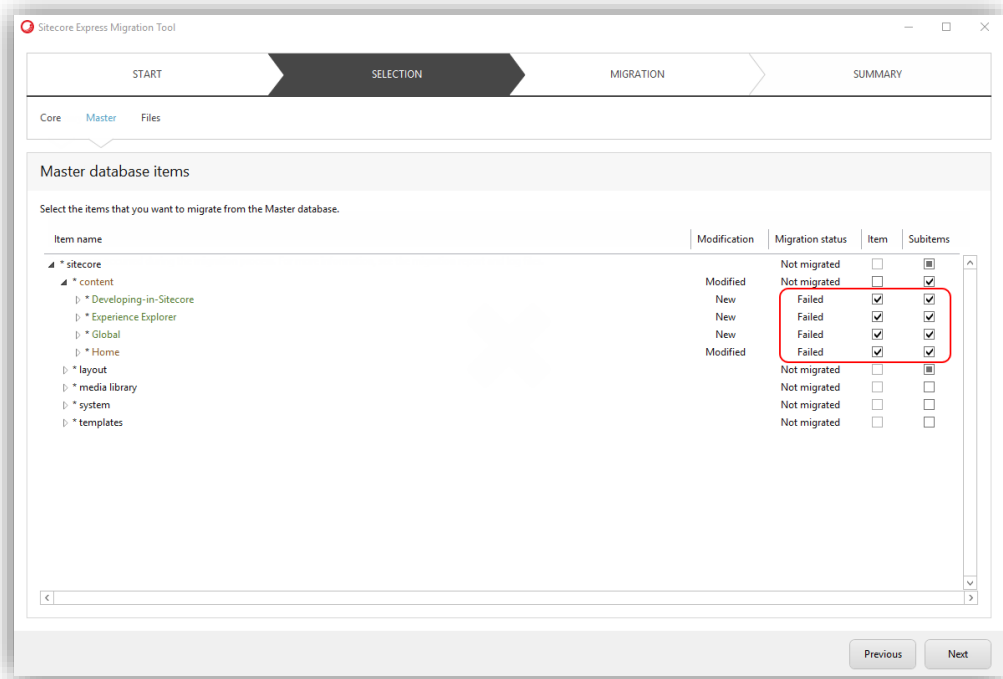 Sitecore Express Migration Tool
START SELECTION MIGRATION SUMMARY
Core Master Files
Master database items
Select the items that you want to migrate from the Master database.
Item name Modification Migration status Item Subitems
* sitecore Not migrated
* content Modified Not migrated
* Developing-in-Sitecore New Failed
* Experience Explorer New Failed
* Global New Failed
* Home Modified Failed
* layout Not migrated
* media library Not migrated
* system Not migrated
* templates Not migrated
Previous Next